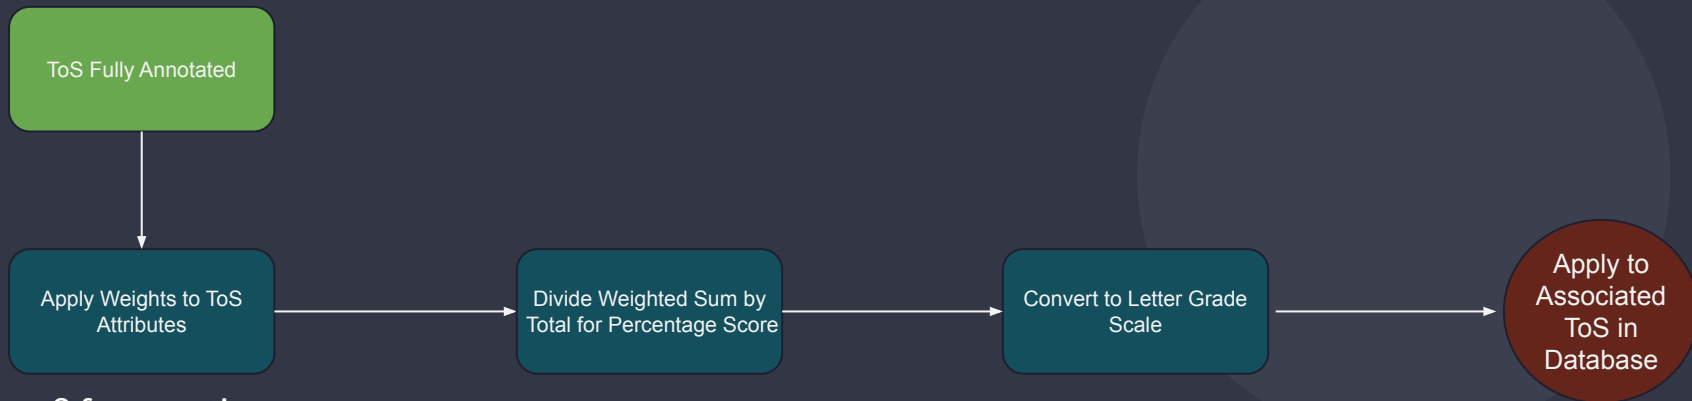 ToS Fully Annotated
Apply Weights to ToS
Attributes
Divide Weighted Sum by
Total for Percentage Score
Convert to Letter Grade
Scale
Apply to
Associated
ToS in
Database